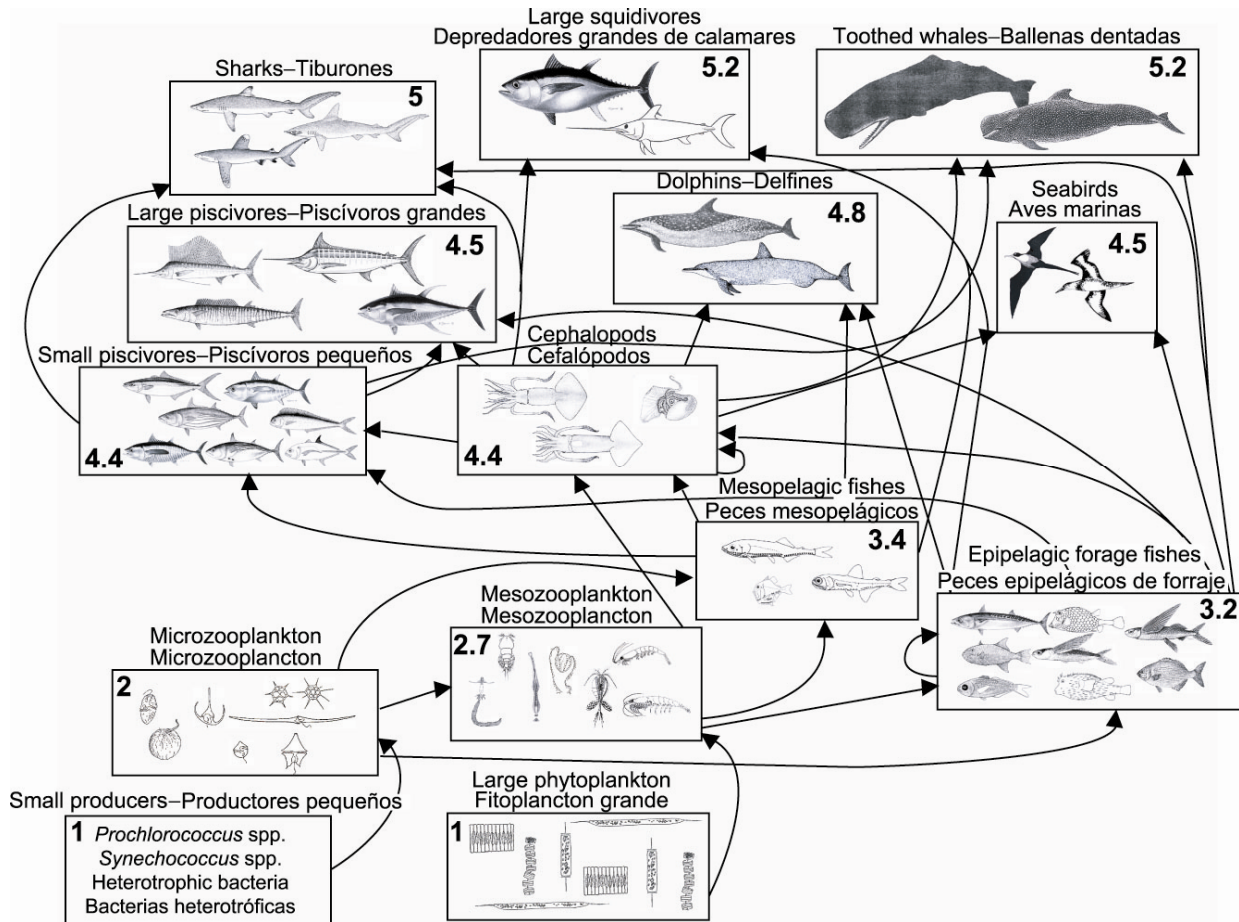 Large squidivores
Depredadores grandes de calamares
5.2
Toothed whales–Ballenas dentadas
5.2
Sharks–Tiburones
5
Dolphins–Delfines
4.8
Seabirds
Aves marinas
4.5
Large piscivores–Piscívoros grandes
4.5
Small piscivores–Piscívoros pequeños
4.4
Cephalopods
Cefalópodos
4.4
Mesopelagic fishes
Peces mesopelágicos
3.4
Epipelagic forage fishes
Peces epipelágicos de forraje
3.2
Mesozooplankton
Mesozooplancton
2.7
Microzooplankton
Microzooplancton
2
Small producers–Productores pequeños
1 Prochlorococcus spp.
Synechococcus spp.
Heterotrophic bacteria
Bacterias heterotróficas
Large phytoplankton
Fitoplancton grande
1